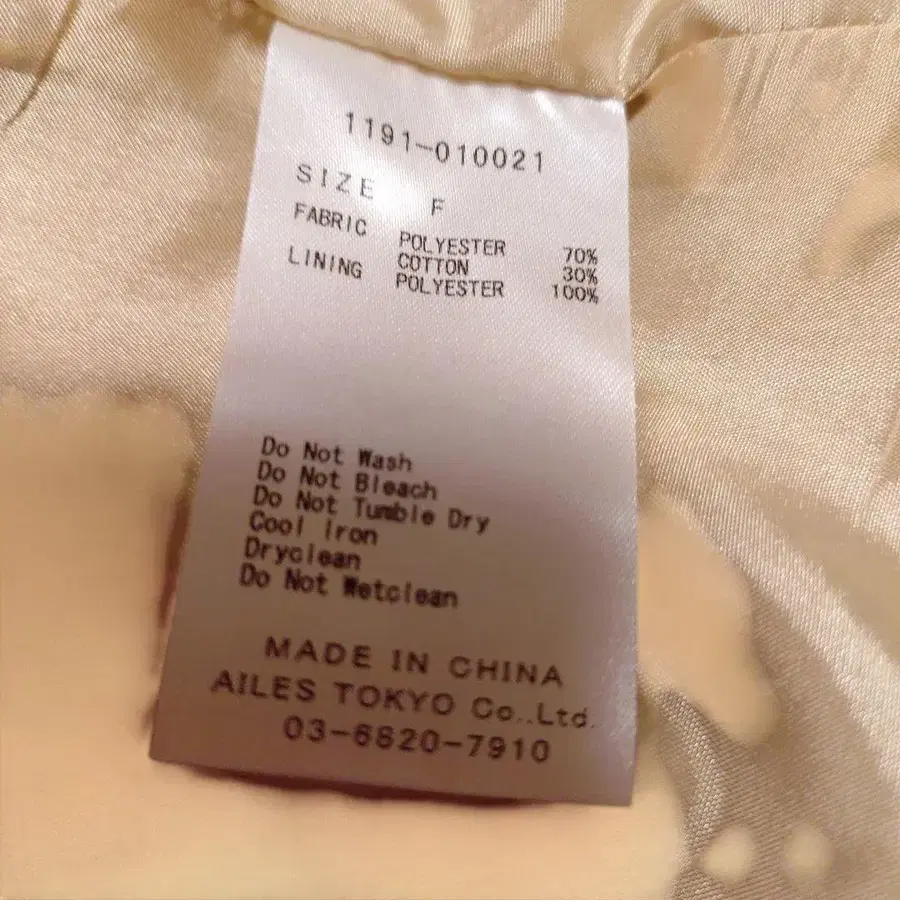 1191-010021
SIZE F
FABRIC POLYESTER 70%
COTTON 30%
LINING POLYESTER 100%
Do Not Wash
Do Not Bleach
Do Not Tumble Dry
Cool Iron
Dryclean
Do Not Wetclean
MADE IN CHINA
AILES TOKYO Co.,Ltd.
03-6820-7910